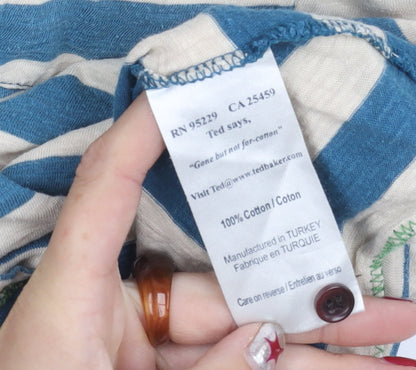 RN 95229 CA 25459
Ted says,
"Gone but not for-cotton"
Visit Ted@www.tedbaker.com
100% Cotton / Coton
Manufactured in TURKEY
Fabrique en TURQUIE
Care on reverse / Entretien au verso